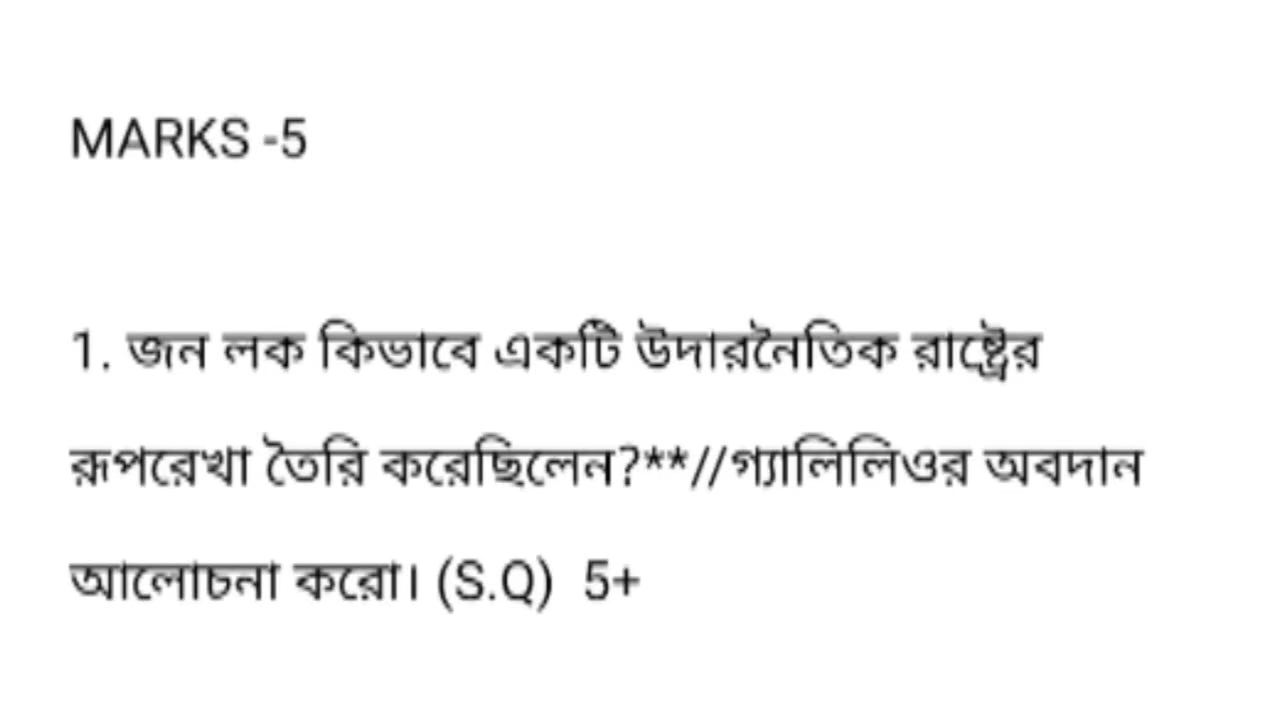 MARKS -5
1. জন লক কিভাবে একটি উদারনৈতিক রাষ্ট্রের
রূপরেখা তৈরি করেছিলেন?**//গ্যালিলিওর অবদান
আলোচনা করো। (S.Q) 5+